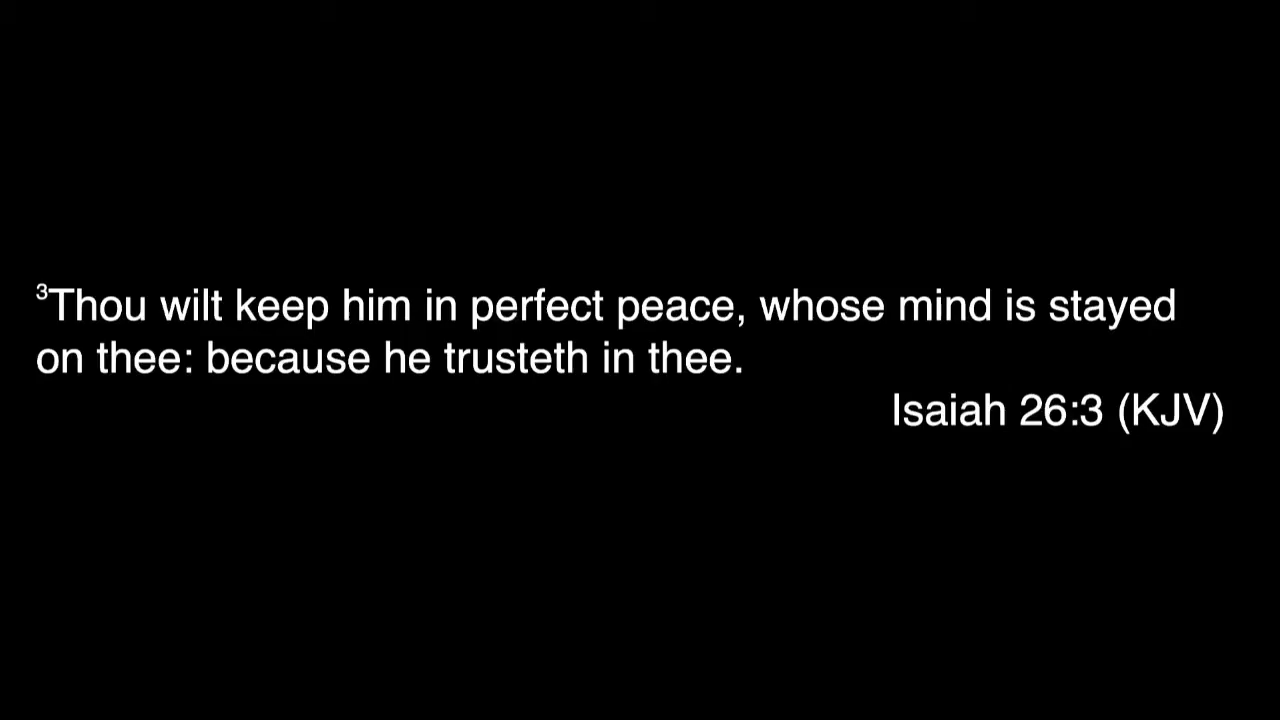 ³Thou wilt keep him in perfect peace, whose mind is stayed
on thee: because he trusteth in thee.
Isaiah 26:3 (KJV)